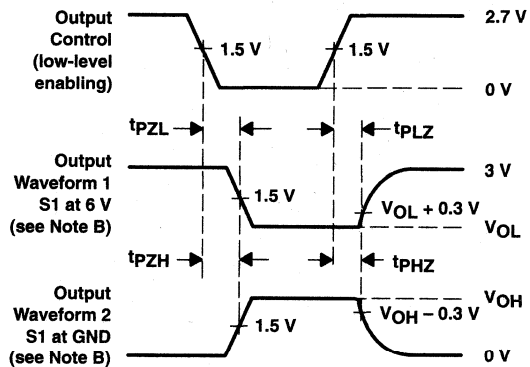 Output
Control
(low-level
enabling)
2.7 V
1.5 V
1.5 V
0 V
tPZL
tPLZ
Output
Waveform 1
S1 at 6 V
(see Note B)
3 V
1.5 V
VOL + 0.3 V
VOL
tPZH
tPHZ
Output
Waveform 2
S1 at GND
(see Note B)
VOH
1.5 V
VOH – 0.3 V
0 V